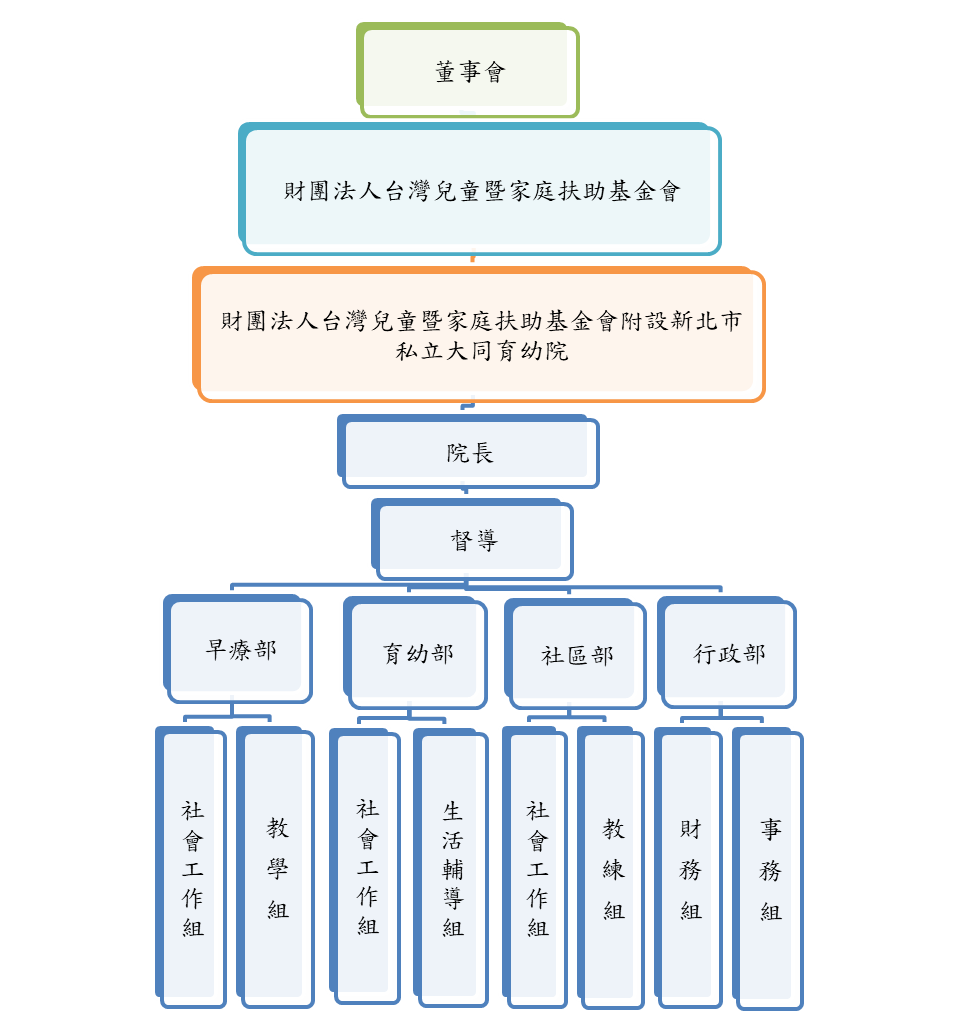 董事會
財團法人台灣兒童暨家庭扶助基金會
財團法人台灣兒童暨家庭扶助基金會附設新北市
私立大同育幼院
院長
督導
早療部
育幼部
社區部
行政部
社會工作組
教學組
社會工作組
生活輔導組
社會工作組
教練組
財務組
事務組